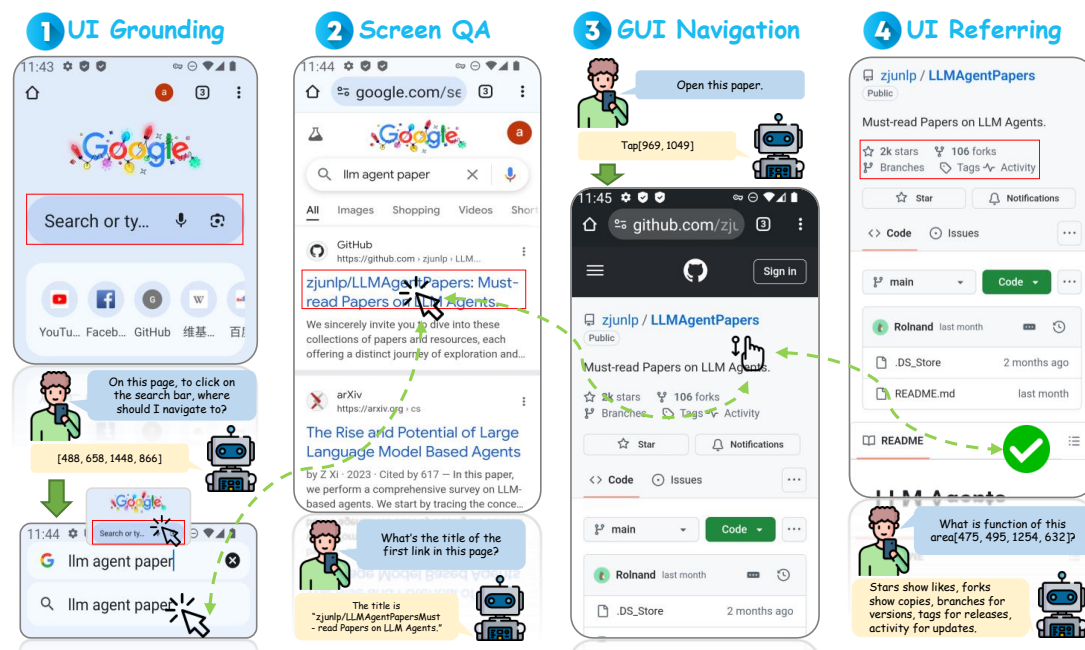 1 UI Grounding
11:43
a
3
Google
Search or ty...
G
W
YouTu... Faceb... GitHub 维基...
On this page, to click on
the search bar, where
should I navigate to?
[488, 658, 1448, 866]
Google
Search or ty...
11:44
G llm agent paper
llm agent paper
2 Screen QA
11:44
google.com/se 3
Google
a
llm agent paper
All Images Shopping Videos Short
GitHub
https://github.com › zjunlp › LLM...
zjunlp/LLMAgentPapers: Must-
read Papers on LLM Agents.
We sincerely invite you to dive into these
collections of papers and resources, each
offering a distinct journey of exploration and...
arXiv
https://arxiv.org › cs
The Rise and Potential of Large
Language Model Based Agents
by Z Xi · 2023 · Cited by 617 — In this paper,
we perform a comprehensive survey on LLM-
based agents. We start by tracing the conce...
What's the title of the
first link in this page?
The title is
"zjunlp/LLMAgentPapersMust
- read Papers on LLM Agents."
3 GUI Navigation
Open this paper.
Tap[969, 1049]
11:45
github.com/zju 3
Sign in
zjunlp / LLMAgentPapers
Public
Must-read Papers on LLM Agents.
2k stars 106 forks
Branches Tags Activity
Star Notifications
<> Code Issues ...
main Code ...
Rolnand last month
.DS_Store 2 months ago
4 UI Referring
zjunlp / LLMAgentPapers
Public
Must-read Papers on LLM Agents.
2k stars 106 forks
Branches Tags Activity
Star Notifications
<> Code Issues ...
main Code ...
Rolnand last month
.DS_Store 2 months ago
README.md last month
README
LLM Agents
What is function of this
area[475, 495, 1254, 632]?
Stars show likes, forks
show copies, branches for
versions, tags for releases,
activity for updates.